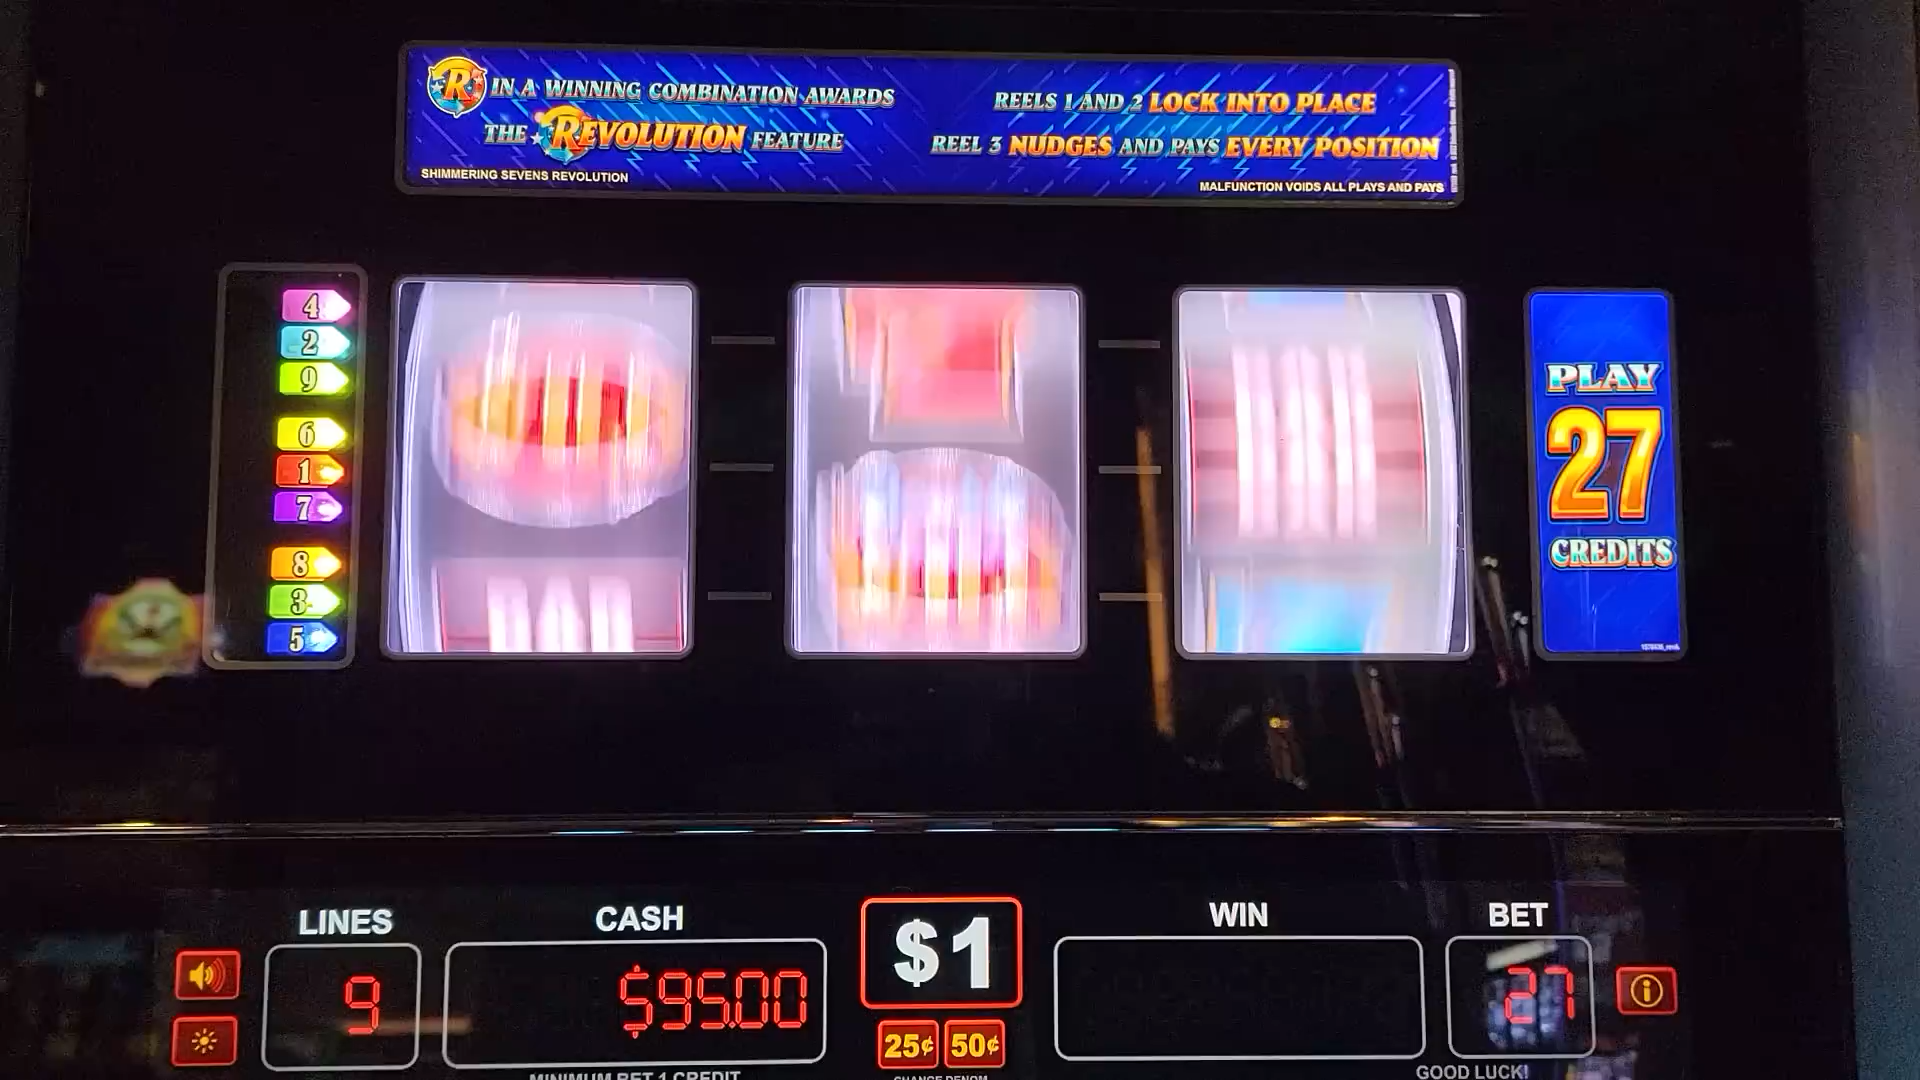 R IN A WINNING COMBINATION AWARDS
THE REVOLUTION FEATURE
SHIMMERING SEVENS REVOLUTION
REELS 1 AND 2 LOCK INTO PLACE
REEL 3 NUDGES AND PAYS EVERY POSITION
MALFUNCTION VOIDS ALL PLAYS AND PAYS
4
2
9
6
1
7
8
3
5
PLAY
27
CREDITS
LINES
9
CASH
$95.00
$1
25¢ 50¢
WIN
BET
27
MINIMUM BET 1 CREDIT
CHANGE DENOM
GOOD LUCK!